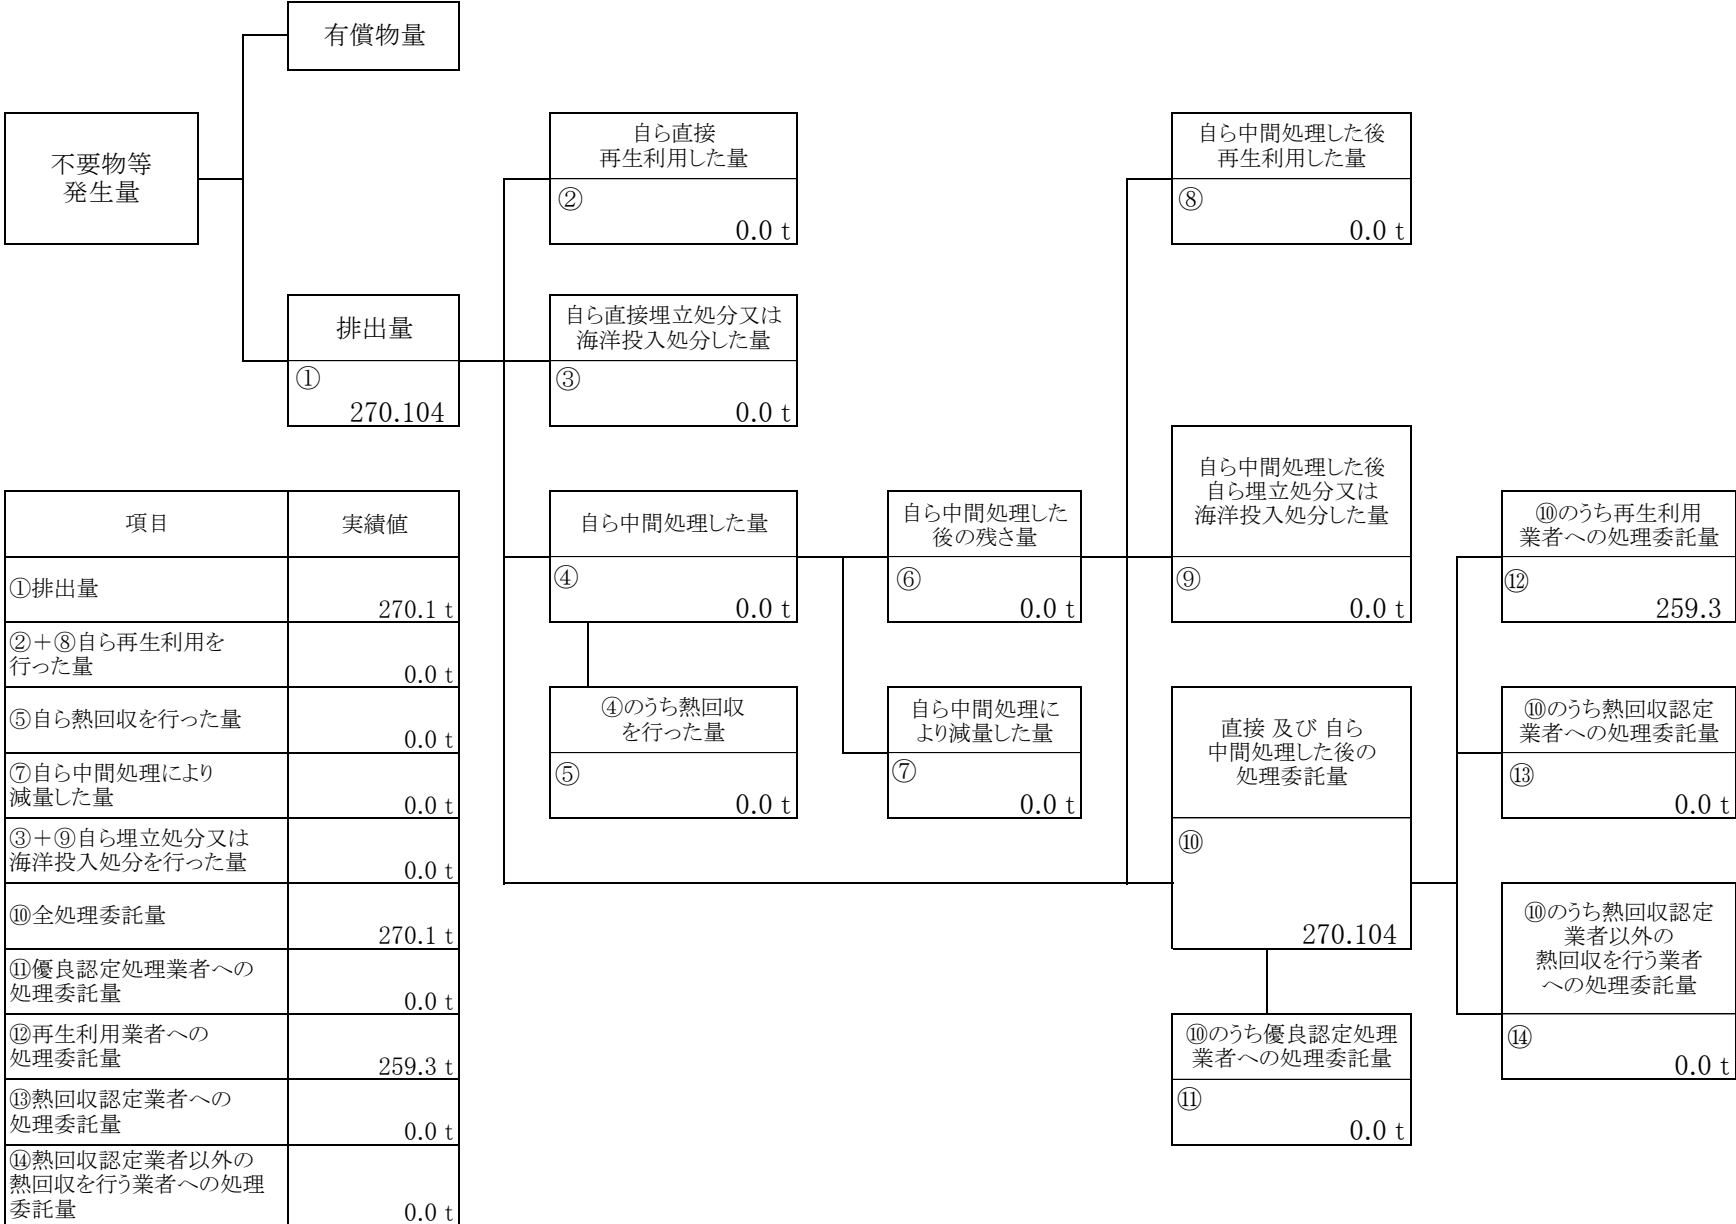 有償物量
不要物等
発生量
自ら直接
再生利用した量
②
0.0 t
自ら中間処理した後
再生利用した量
⑧
0.0 t
排出量
①
270.104
自ら直接埋立処分又は
海洋投入処分した量
③
0.0 t
自ら中間処理した量
④
0.0 t
自ら中間処理した
後の残さ量
⑥
0.0 t
自ら中間処理した後
自ら埋立処分又は
海洋投入処分した量
⑨
0.0 t
⑩のうち再生利用
業者への処理委託量
⑫
259.3
④のうち熱回収
を行った量
⑤
0.0 t
自ら中間処理に
より減量した量
⑦
0.0 t
直接 及び 自ら
中間処理した後の
処理委託量
⑩
270.104
⑩のうち熱回収認定
業者への処理委託量
⑬
0.0 t
⑩のうち熱回収認定
業者以外の
熱回収を行う業者
への処理委託量
⑭
0.0 t
⑩のうち優良認定処理
業者への処理委託量
⑪
0.0 t
項目 実績値
①排出量
270.1 t
②＋⑧自ら再生利用を
行った量
0.0 t
⑤自ら熱回収を行った量
0.0 t
⑦自ら中間処理により
減量した量
0.0 t
③＋⑨自ら埋立処分又は
海洋投入処分を行った量
0.0 t
⑩全処理委託量
270.1 t
⑪優良認定処理業者への
処理委託量
0.0 t
⑫再生利用業者への
処理委託量
259.3 t
⑬熱回収認定業者への
処理委託量
0.0 t
⑭熱回収認定業者以外の
熱回収を行う業者への処理
委託量
0.0 t